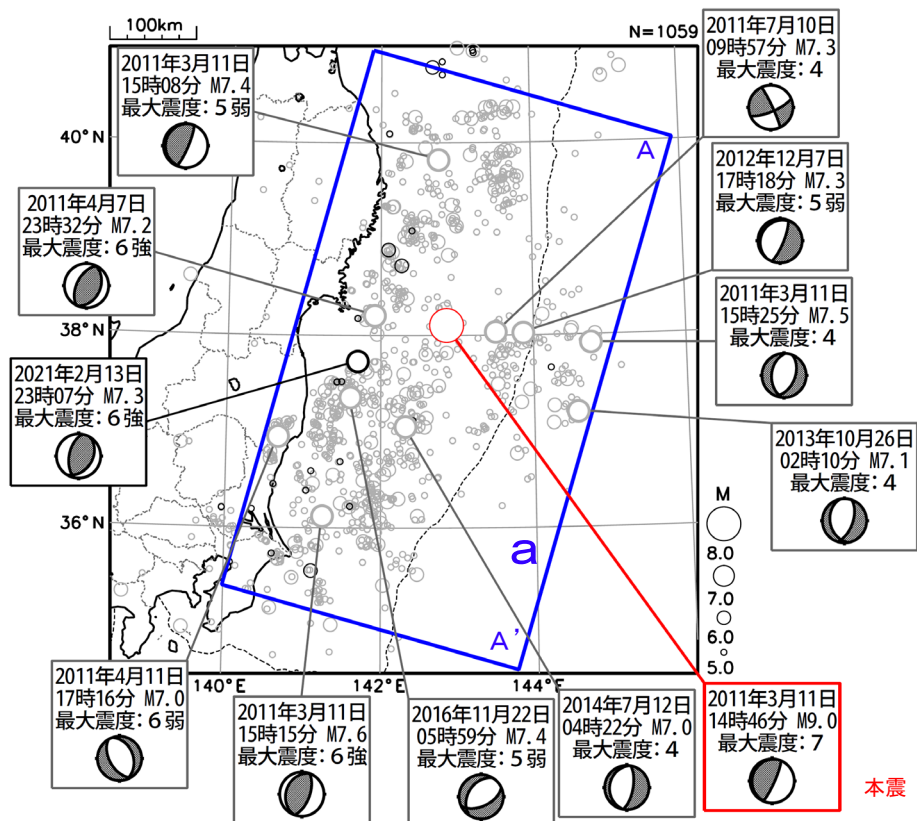 100km
N=1059
2011年3月11日
15時08分 M7.4
最大震度:5弱
2011年7月10日
09時57分 M7.3
最大震度:4
40°N
A
2012年12月7日
17時18分 M7.3
最大震度:5弱
2011年4月7日
23時32分 M7.2
最大震度:6強
2011年3月11日
15時25分 M7.5
最大震度:4
38°N
2021年2月13日
23時07分 M7.3
最大震度:6強
2013年10月26日
02時10分 M7.1
最大震度:4
36°N
a
M
8.0
7.0
6.0
5.0
A'
140°E
142°E
144°E
2011年4月11日
17時16分 M7.0
最大震度:6弱
2011年3月11日
15時15分 M7.6
最大震度:6強
2016年11月22日
05時59分 M7.4
最大震度:5弱
2014年7月12日
04時22分 M7.0
最大震度:4
2011年3月11日
14時46分 M9.0
最大震度:7
本震